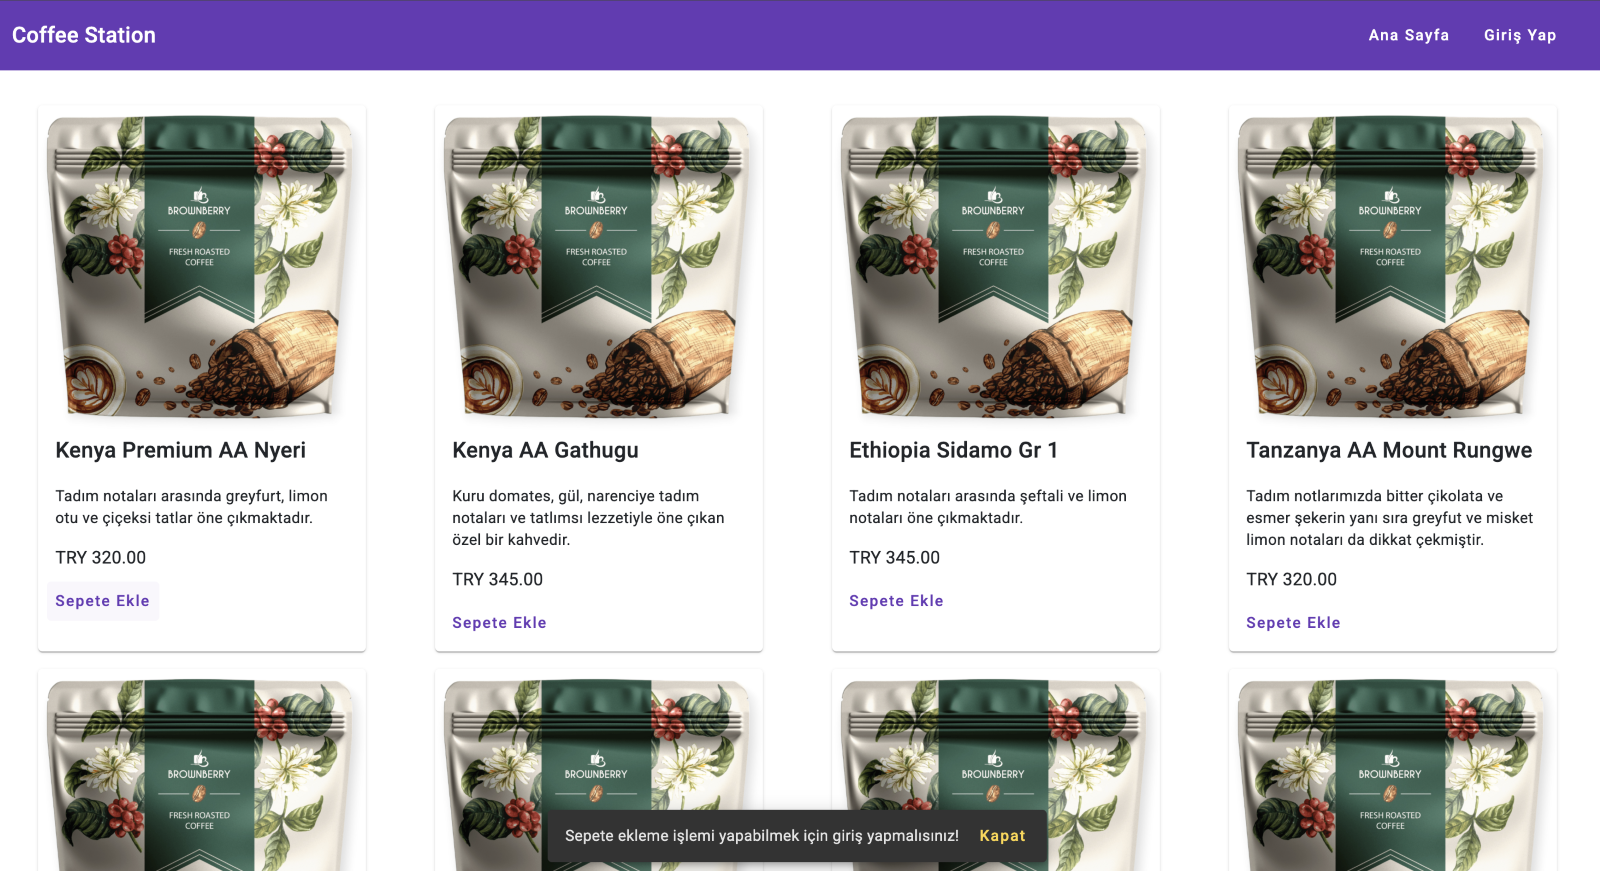 Coffee Station
Ana Sayfa
Giriş Yap
BROWNBERRY
FRESH ROASTED
COFFEE
BROWNBERRY
FRESH ROASTED
COFFEE
BROWNBERRY
FRESH ROASTED
COFFEE
BROWNBERRY
FRESH ROASTED
COFFEE
Kenya Premium AA Nyeri
Tadım notaları arasında greyfurt, limon
otu ve çiçeksi tatlar öne çıkmaktadır.
TRY 320.00
Sepete Ekle
Kenya AA Gathugu
Kuru domates, gül, narenciye tadım
notaları ve tatlımsı lezzetiyle öne çıkan
özel bir kahvedir.
TRY 345.00
Sepete Ekle
Ethiopia Sidamo Gr 1
Tadım notaları arasında şeftali ve limon
notaları öne çıkmaktadır.
TRY 345.00
Sepete Ekle
Tanzanya AA Mount Rungwe
Tadım notlarımızda bitter çikolata ve
esmer şekerin yanı sıra greyfut ve misket
limon notaları da dikkat çekmiştir.
TRY 320.00
Sepete Ekle
BROWNBERRY
FRESH ROASTED
COFFEE
BROWNBERRY
BROWNBERRY
BROWNBERRY
FRESH ROASTED
COFFEE
Sepete ekleme işlemi yapabilmek için giriş yapmalısınız!
Kapat